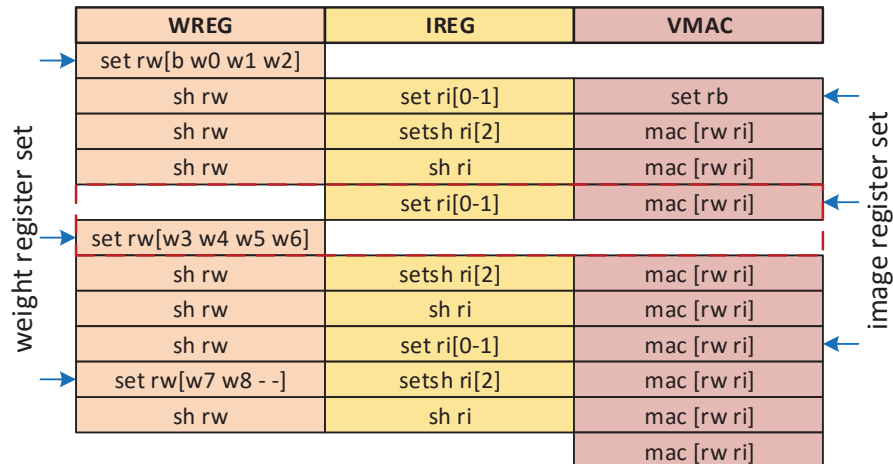 WREG IREG VMAC
set rw[b w0 w1 w2]
sh rw set ri[0-1] set rb
sh rw setsh ri[2] mac [rw ri]
sh rw sh ri mac [rw ri]
set ri[0-1] mac [rw ri]
set rw[w3 w4 w5 w6]
sh rw setsh ri[2] mac [rw ri]
sh rw sh ri mac [rw ri]
sh rw set ri[0-1] mac [rw ri]
set rw[w7 w8 - -] setsh ri[2] mac [rw ri]
sh rw sh ri mac [rw ri]
mac [rw ri]
weight register set
image register set